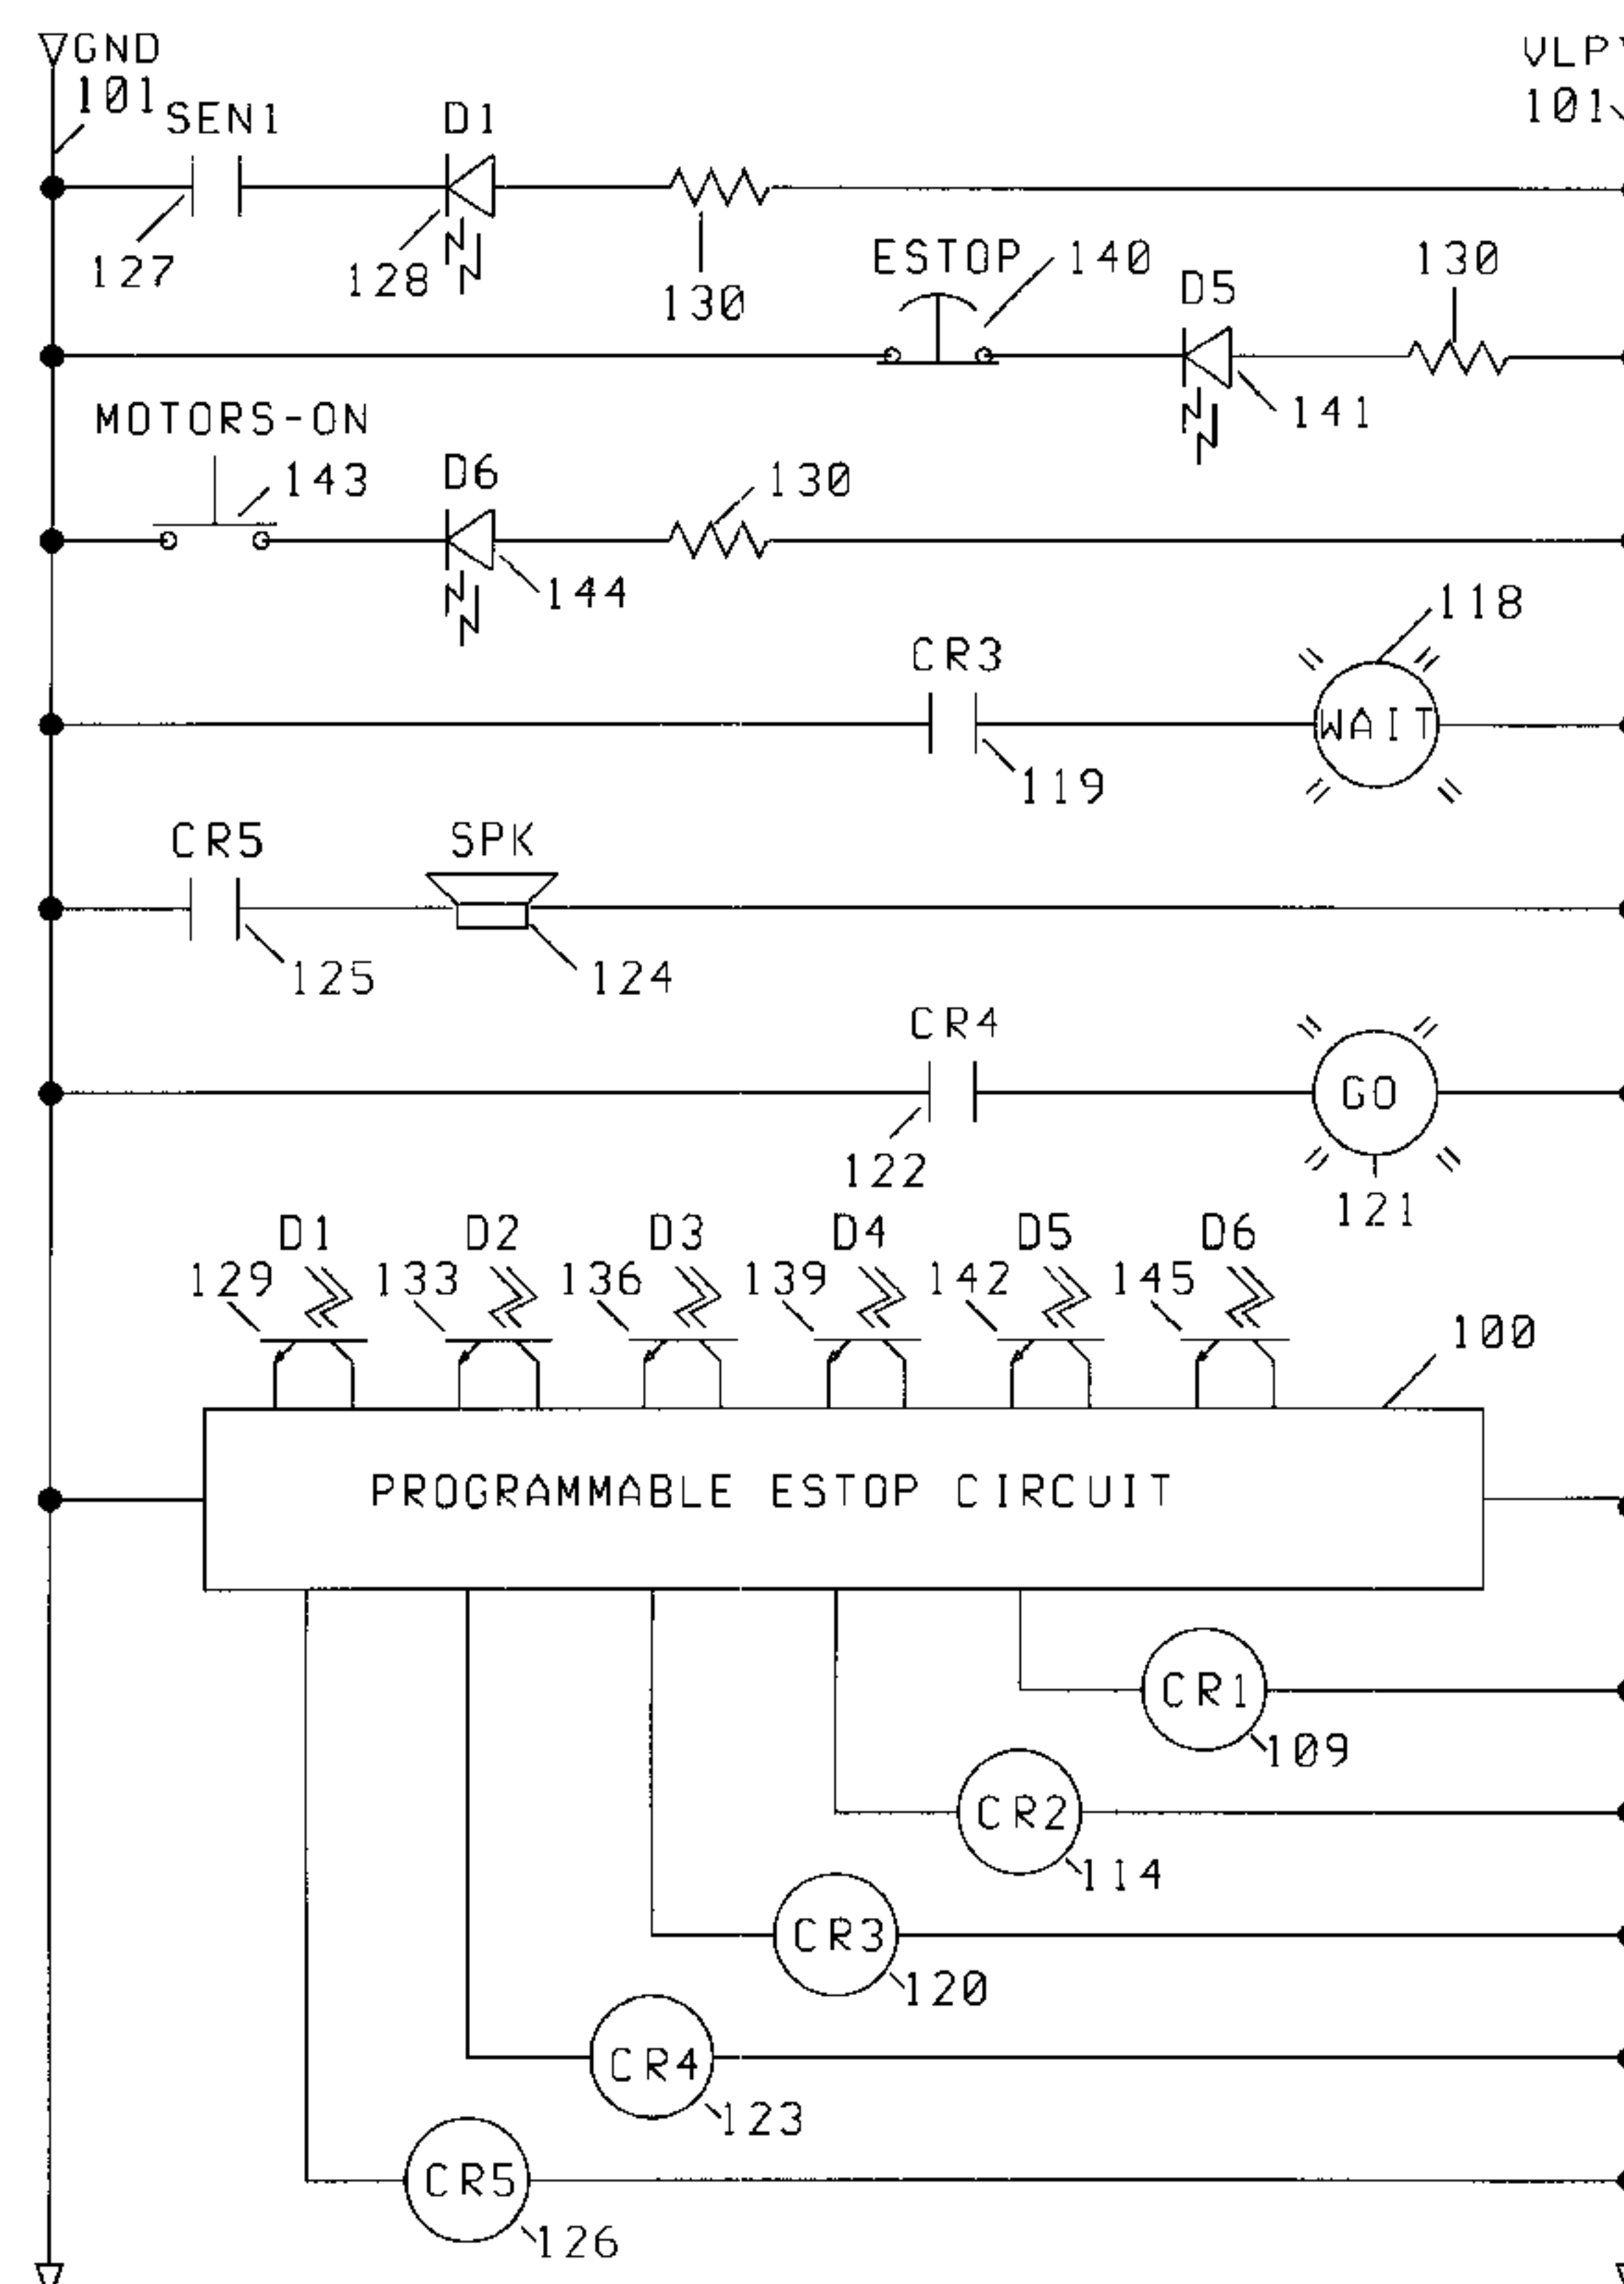 GND
VLP
101
101
SEN1
D1
127
128
130
ESTOP
140
130
D5
141
MOTORS-ON
143
D6
130
144
118
CR3
WAIT
119
CR5
SPK
125
124
CR4
GO
122
121
D1
D2
D3
D4
D5
D6
129
133
136
139
142
145
100
PROGRAMMABLE ESTOP CIRCUIT
CR1
109
CR2
114
CR3
120
CR4
123
CR5
126